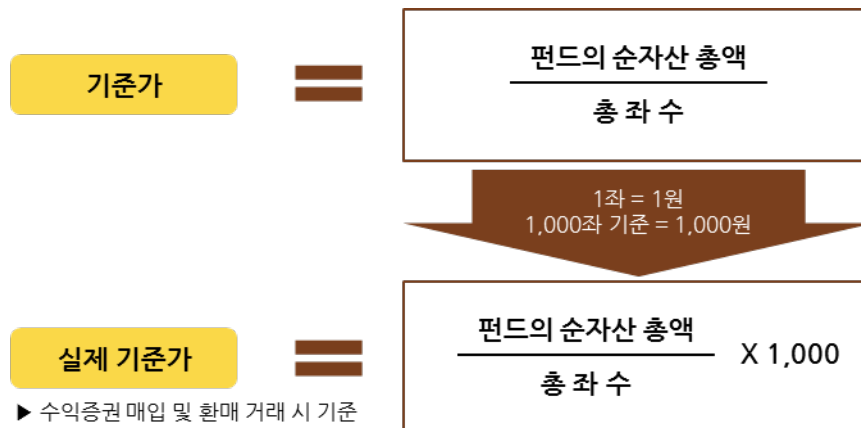 기준가
펀드의 순자산 총액
총 좌 수
1좌 = 1원
1,000좌 기준 = 1,000원
실제 기준가
펀드의 순자산 총액
총 좌 수
X 1,000
▶ 수익증권 매입 및 환매 거래 시 기준